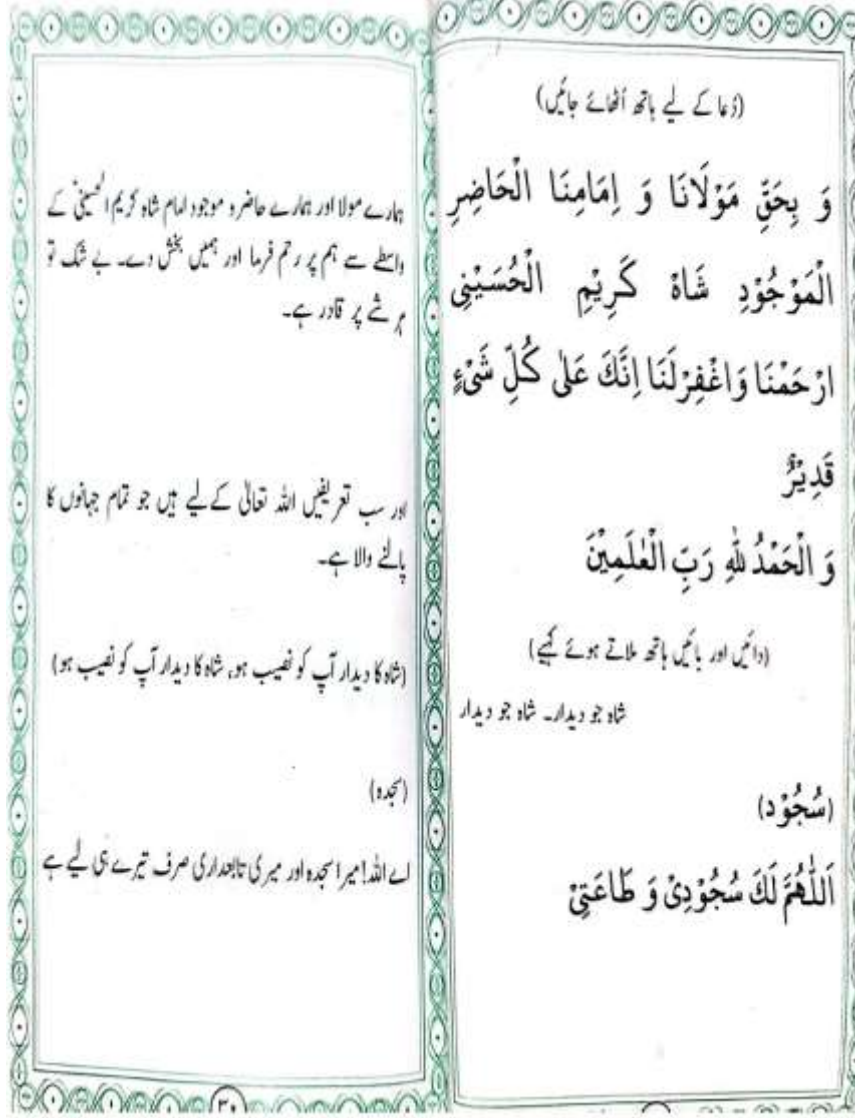 (دُعا کے لیے ہاتھ اُٹھائے جائیں)
وَ بِحَقِّ مَوْلَانَا وَ اِمَامِنَا الْحَاضِرِ
الْمَوْجُوْدِ شَاهْ كَرِيْمِ الْحُسَيْنِي
ارْحَمْنَا وَاغْفِرْلَنَا اِنَّكَ عَلٰى كُلِّ شَیْءٍ
قَدِيْرٌ
وَ الْحَمْدُ لِلّٰهِ رَبِّ الْعٰلَمِيْنَ
(دائیں اور بائیں ہاتھ ملاتے ہوئے کہیے)
شاہ جو دیدار۔ شاہ جو دیدار
(سُجُوْد)
اَللّٰهُمَّ لَكَ سُجُوْدِیْ وَ طَاعَتِیْ
ہمارے مولا اور ہمارے حاضر و موجود امام شاہ کریم الحسینیؑ کے
واسطے سے ہم پر رحم فرما اور ہمیں بخش دے۔ بے شک تو
ہر شے پر قادر ہے۔
اور سب تعریفیں اللہ تعالیٰ کے لیے ہیں جو تمام جہانوں کا
پالنے والا ہے۔
(شاہ کا دیدار آپ کو نصیب ہو، شاہ کا دیدار آپ کو نصیب ہو)
(سجدہ)
اے اللہ! میرا سجدہ اور میری تابعداری صرف تیرے ہی لیے ہے
۳۰